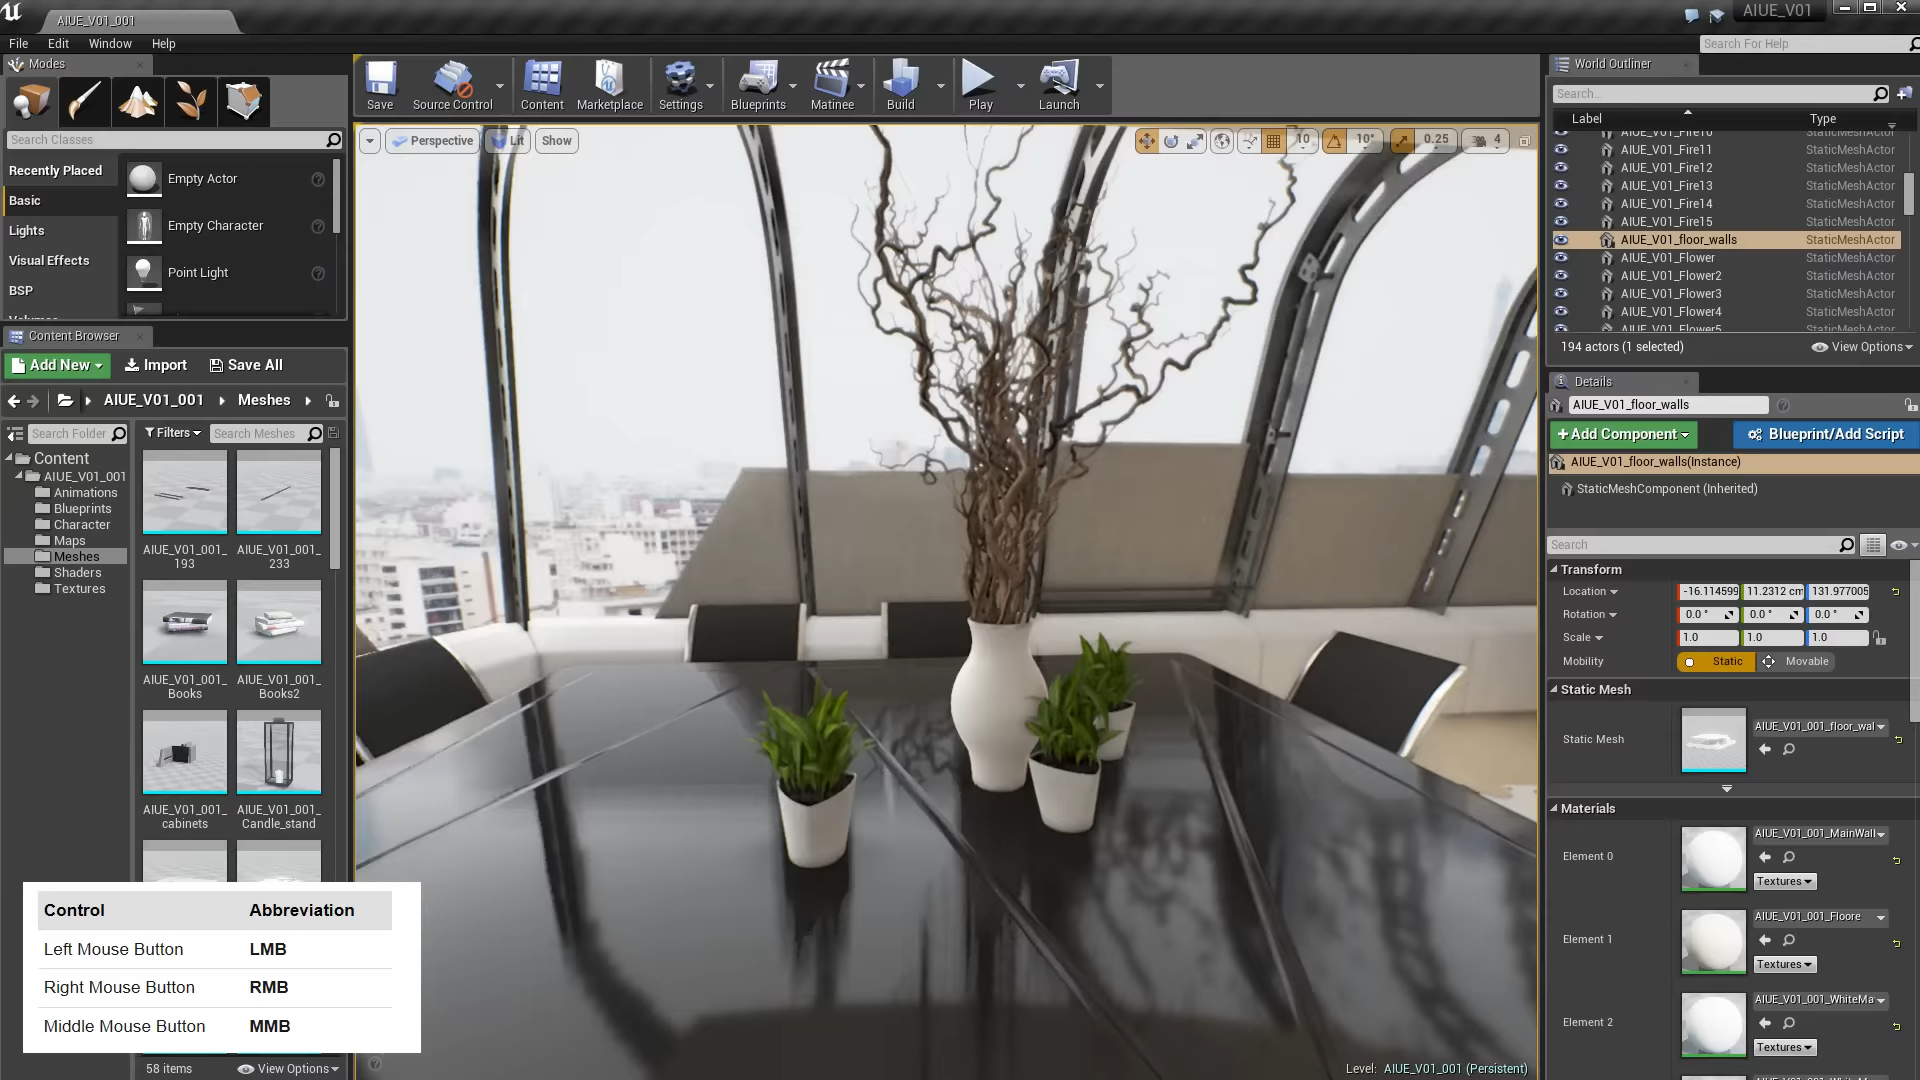 AIUE_V01_001
AIUE_V01
File
Edit
Window
Help
Search For Help
Modes
Search Classes
Recently Placed
Basic
Lights
Visual Effects
BSP
Empty Actor
Empty Character
Point Light
Save
Source Control
Content
Marketplace
Settings
Blueprints
Matinee
Build
Play
Launch
Perspective
Lit
Show
10
10°
0.25
4
Content Browser
Add New
Import
Save All
AIUE_V01_001
Meshes
Search Folder
Filters
Search Meshes
Content
AIUE_V01_001
Animations
Blueprints
Character
Maps
Meshes
Shaders
Textures
AIUE_V01_001_
193
AIUE_V01_001_
233
AIUE_V01_001_
Books
AIUE_V01_001_
Books2
AIUE_V01_001_
cabinets
AIUE_V01_001_
Candle_stand
Control Abbreviation
Left Mouse Button LMB
Right Mouse Button RMB
Middle Mouse Button MMB
58 items
View Options
Level: AIUE_V01_001 (Persistent)
World Outliner
Search...
Label Type
AIUE_V01_Fire10 StaticMeshActor
AIUE_V01_Fire11 StaticMeshActor
AIUE_V01_Fire12 StaticMeshActor
AIUE_V01_Fire13 StaticMeshActor
AIUE_V01_Fire14 StaticMeshActor
AIUE_V01_Fire15 StaticMeshActor
AIUE_V01_floor_walls StaticMeshActor
AIUE_V01_Flower StaticMeshActor
AIUE_V01_Flower2 StaticMeshActor
AIUE_V01_Flower3 StaticMeshActor
AIUE_V01_Flower4 StaticMeshActor
AIUE_V01_Flower5 StaticMeshActor
194 actors (1 selected)
View Options
Details
AIUE_V01_floor_walls
+Add Component
Blueprint/Add Script
AIUE_V01_floor_walls(Instance)
StaticMeshComponent (Inherited)
Search
Transform
Location -16.114599 11.2312 cm 131.977005
Rotation 0.0 ° 0.0 ° 0.0 °
Scale 1.0 1.0 1.0
Mobility Static Movable
Static Mesh
Static Mesh AIUE_V01_001_floor_wal
Materials
Element 0 AIUE_V01_001_MainWall
Textures
Element 1 AIUE_V01_001_Floore
Textures
Element 2 AIUE_V01_001_WhiteMa
Textures